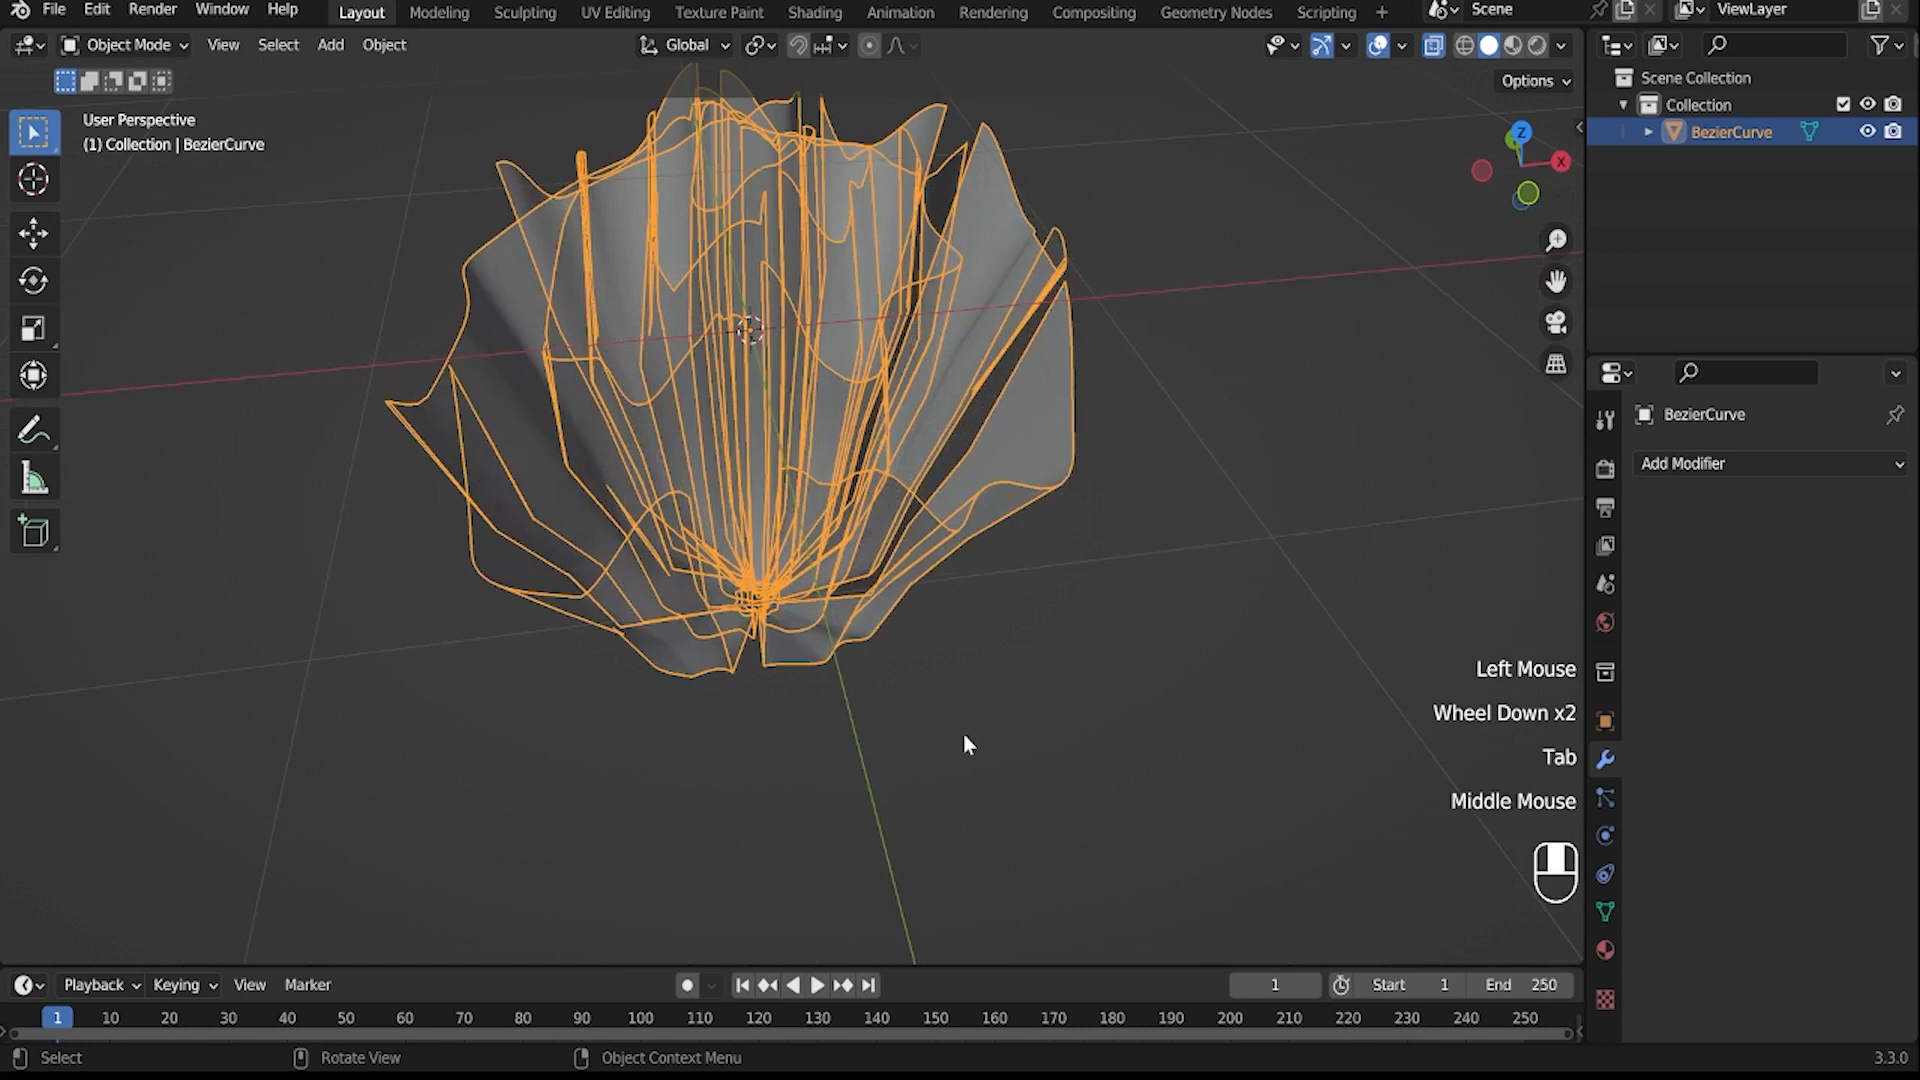 File Edit Render Window Help Layout Modeling Sculpting UV Editing Texture Paint Shading Animation Rendering Compositing Geometry Nodes Scripting + Scene ViewLayer
Object Mode View Select Add Object Global
Options
User Perspective
(1) Collection | BezierCurve
Z
X
Scene Collection
Collection
BezierCurve
BezierCurve
Add Modifier
Left Mouse
Wheel Down x2
Tab
Middle Mouse
Playback Keying View Marker 1 Start 1 End 250
1 10 20 30 40 50 60 70 80 90 100 110 120 130 140 150 160 170 180 190 200 210 220 230 240 250
Select Rotate View Object Context Menu 3.3.0